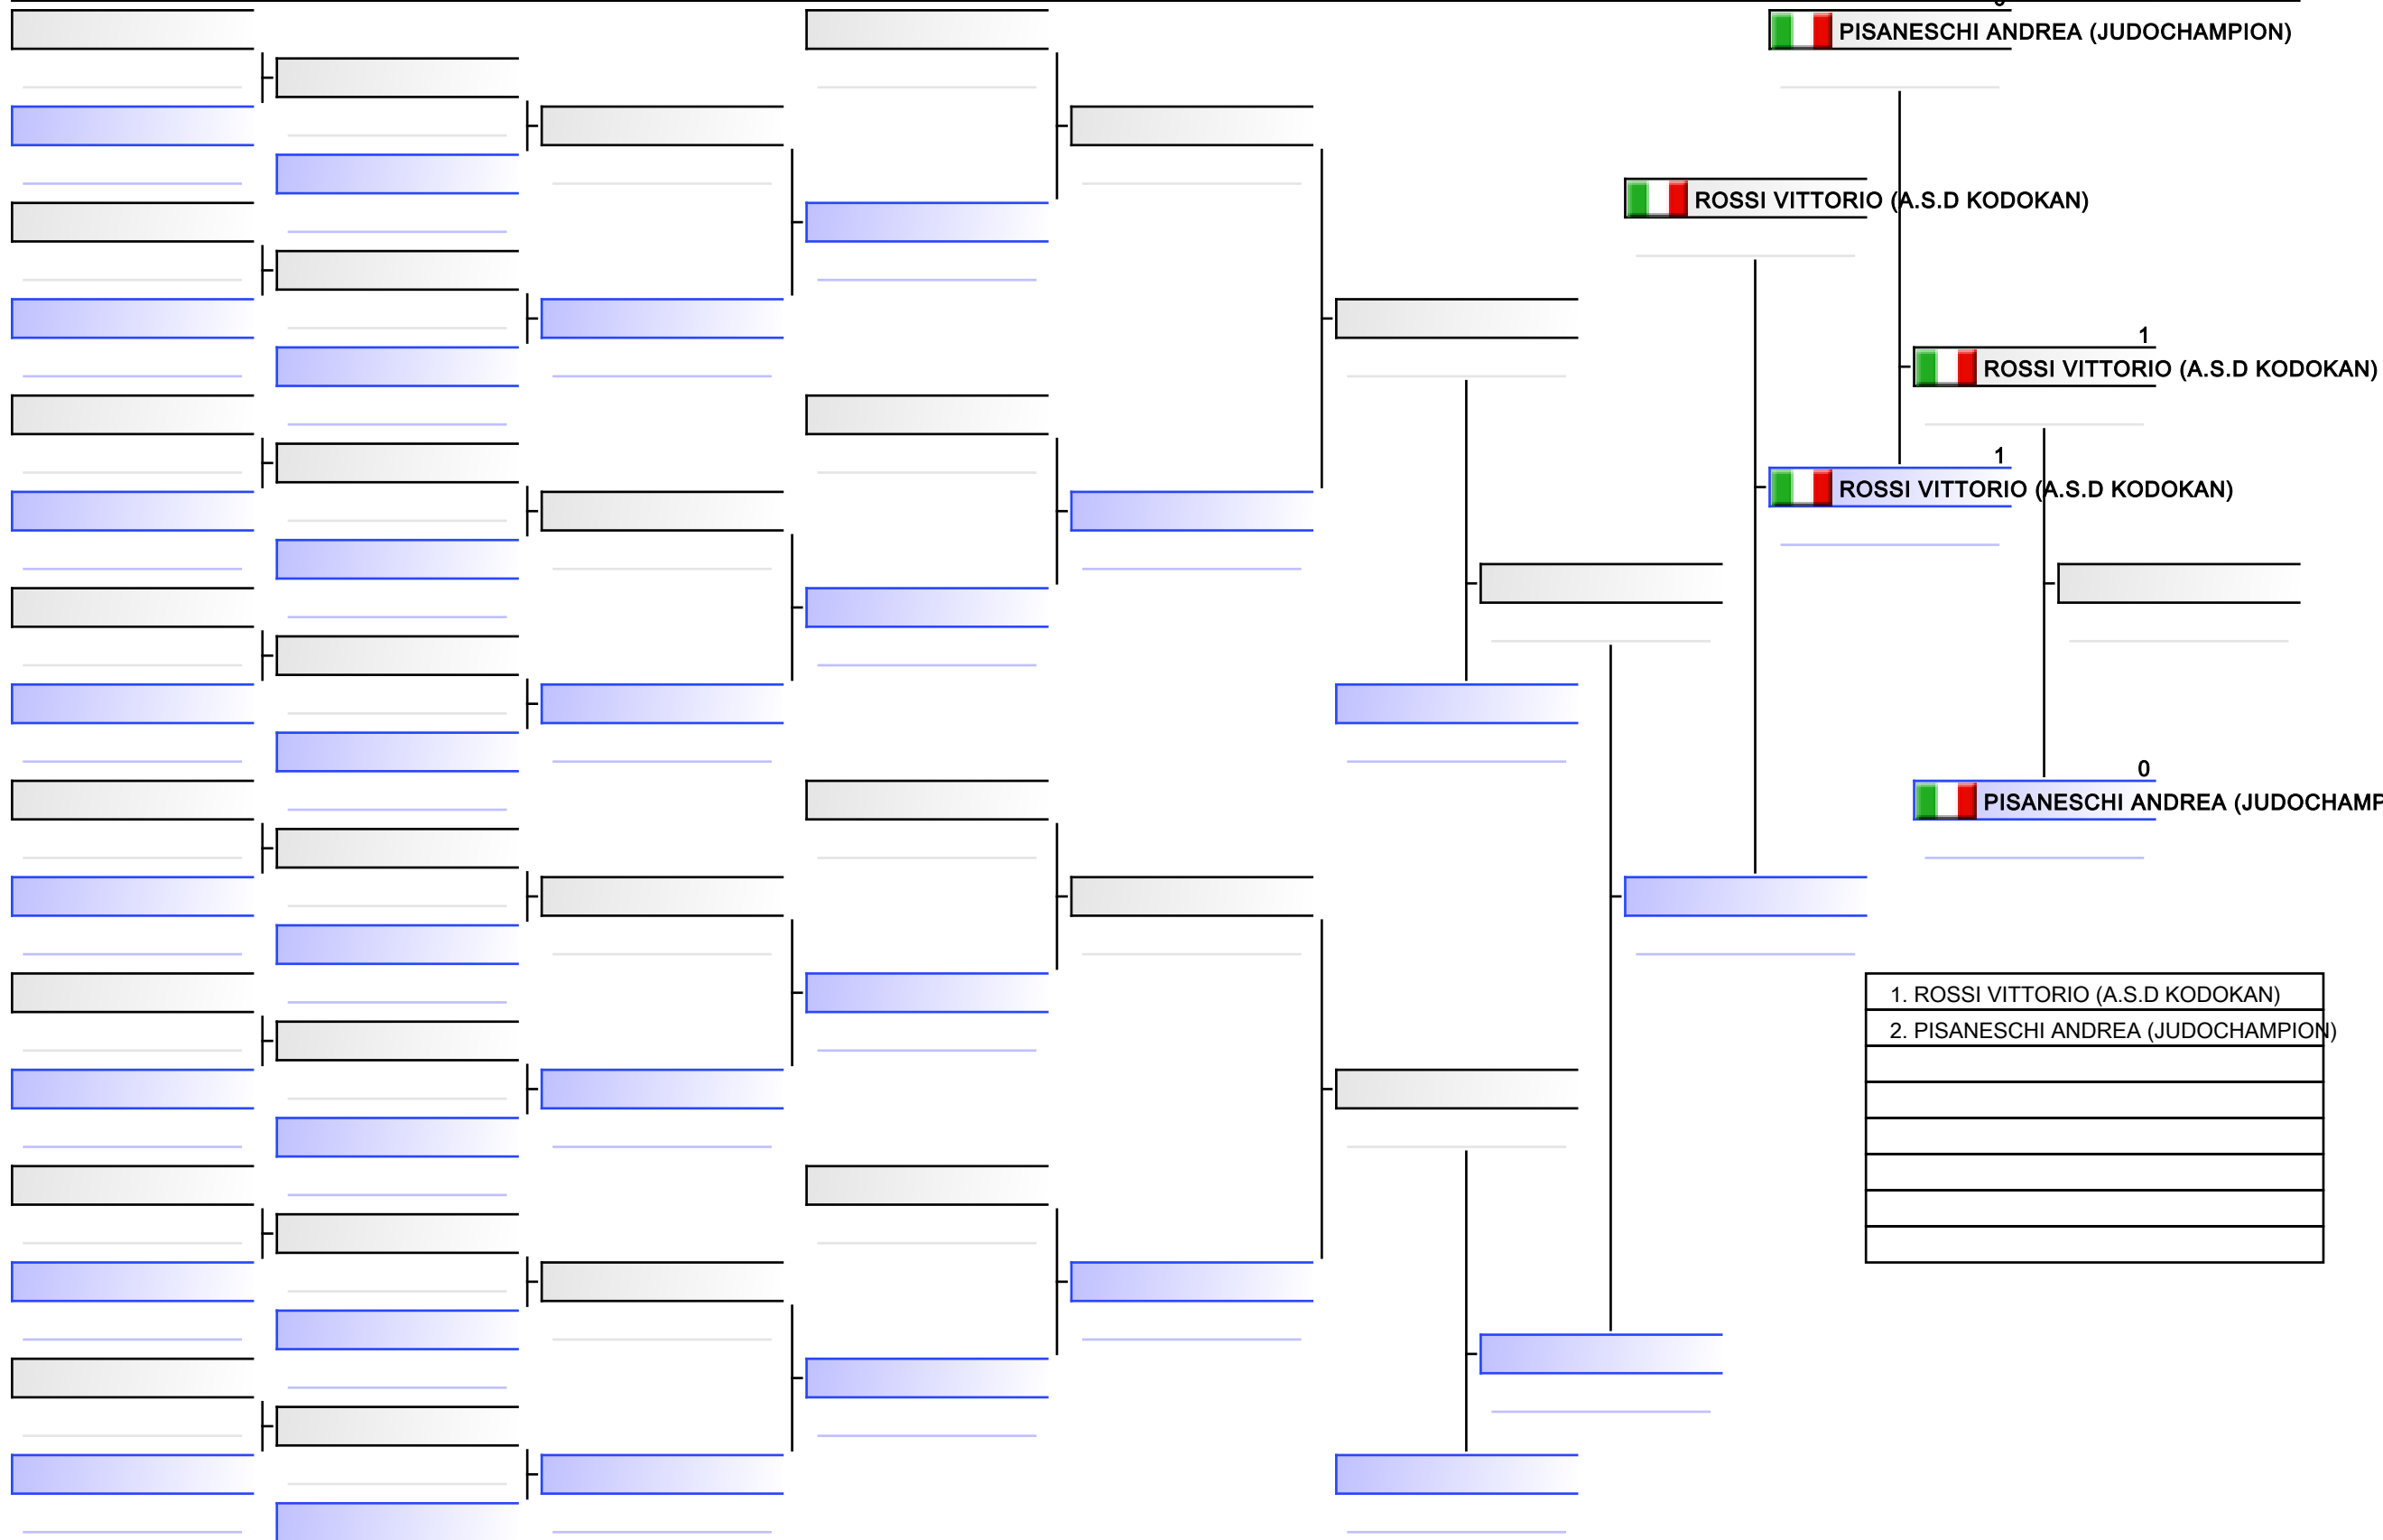 PISANESCHI ANDREA (JUDOCHAMPION)
ROSSI VITTORIO (A.S.D KODOKAN)
1
ROSSI VITTORIO (A.S.D KODOKAN)
1
ROSSI VITTORIO (A.S.D KODOKAN)
0
PISANESCHI ANDREA (JUDOCHAMP
1. ROSSI VITTORIO (A.S.D KODOKAN)
2. PISANESCHI ANDREA (JUDOCHAMPION)